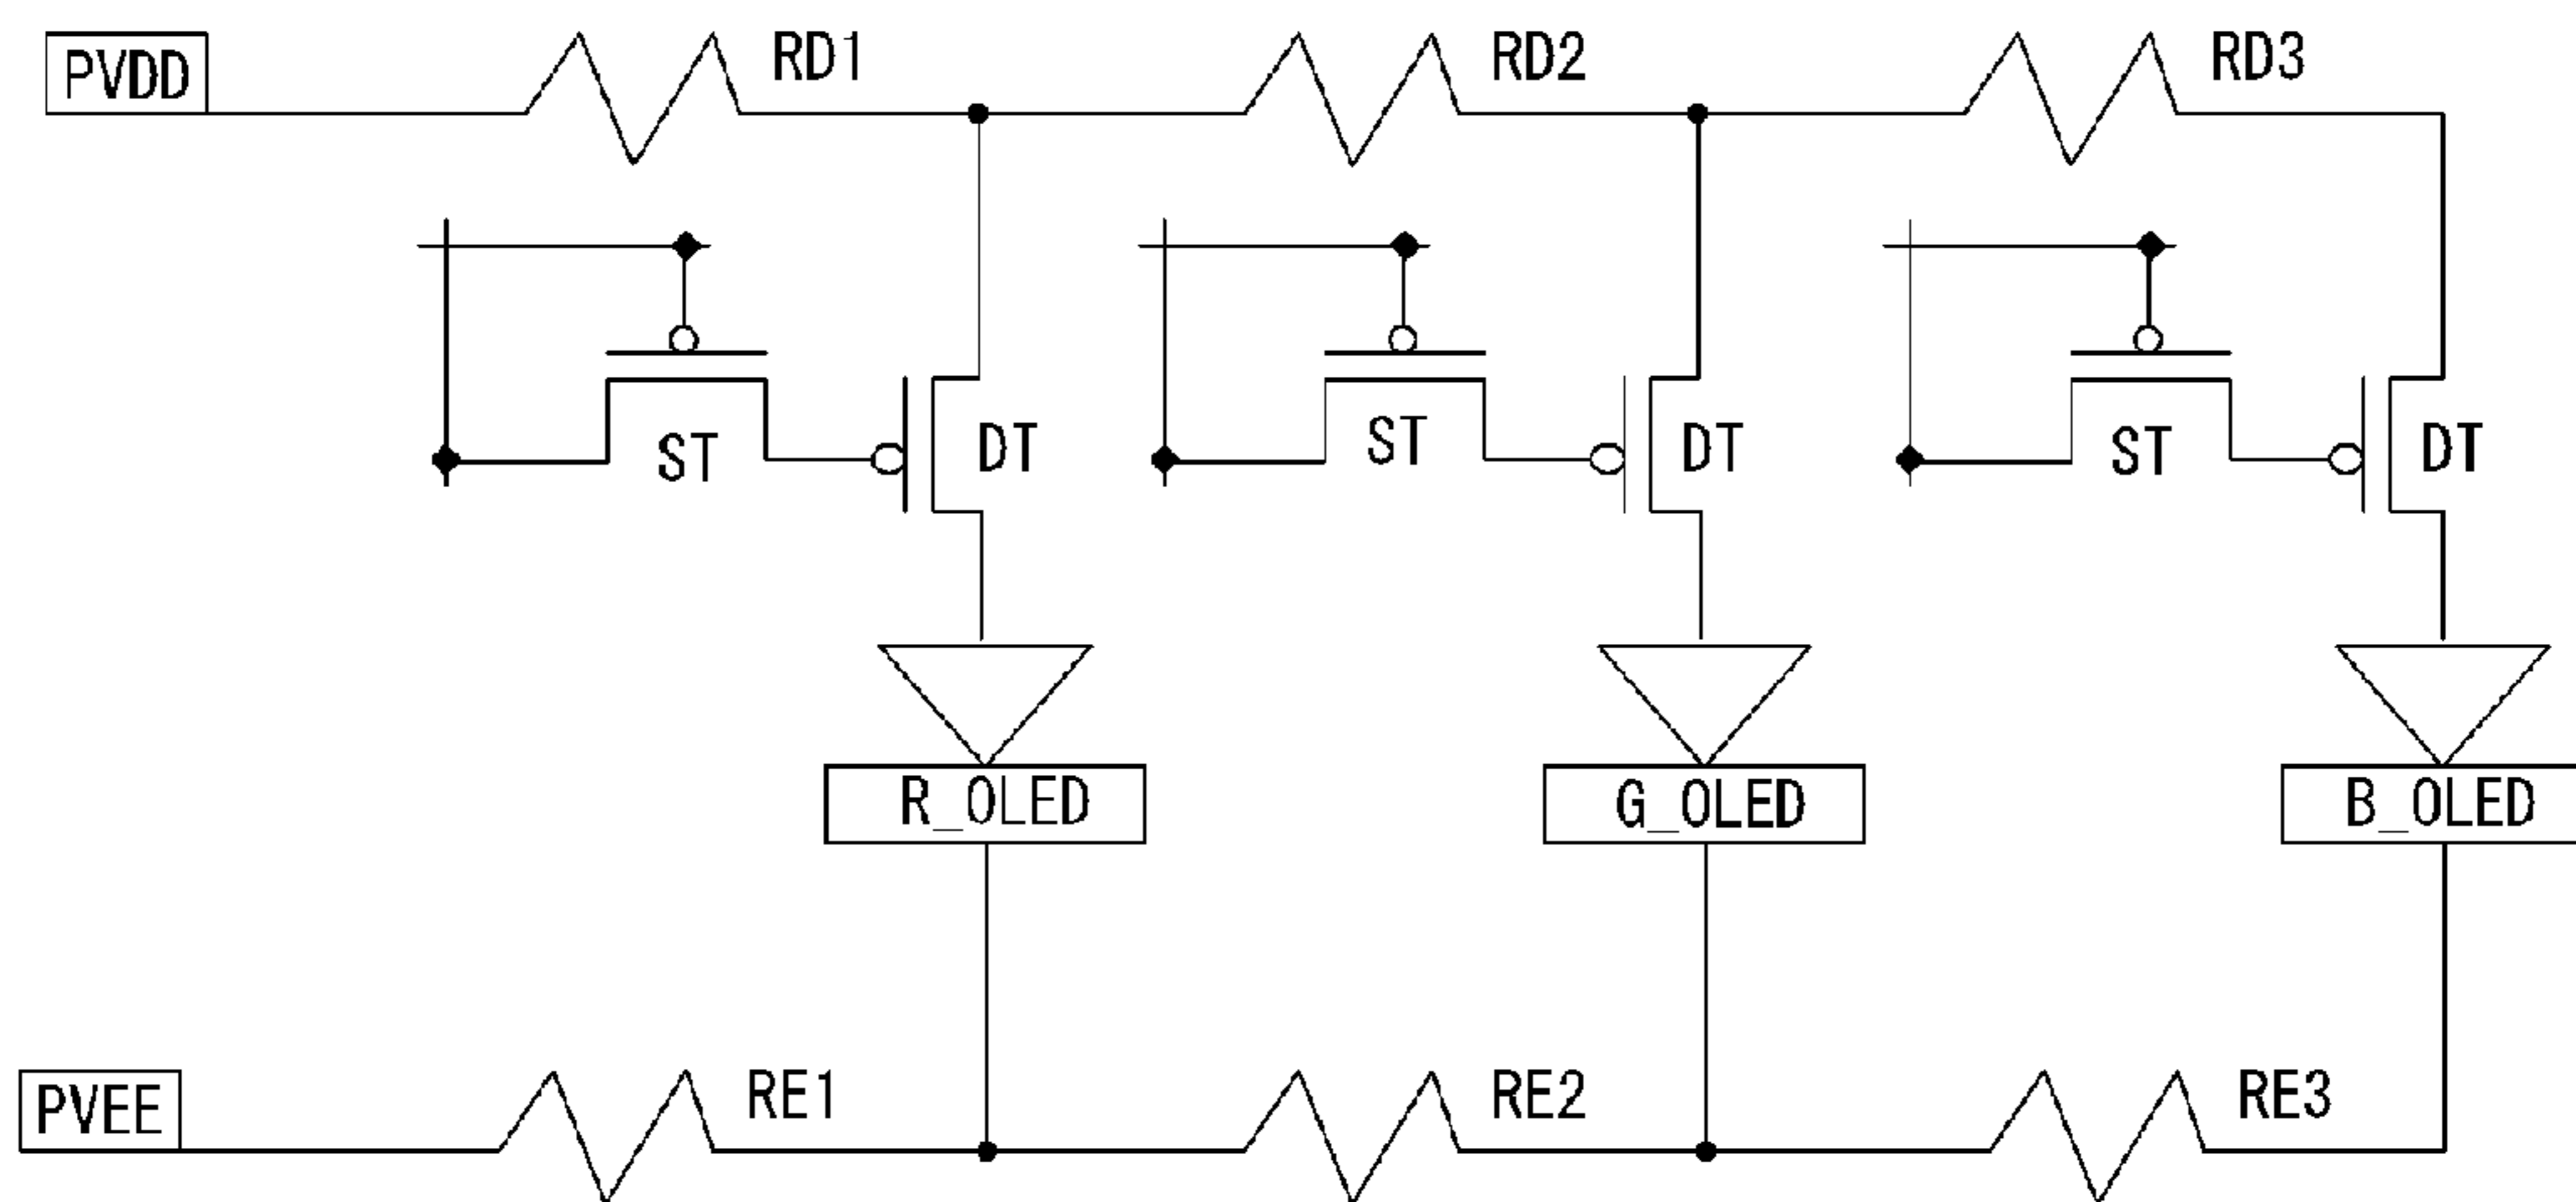 PVDD
RD1
RD2
RD3
ST
DT
ST
DT
ST
DT
R_OLED
G_OLED
B_OLED
PVEE
RE1
RE2
RE3